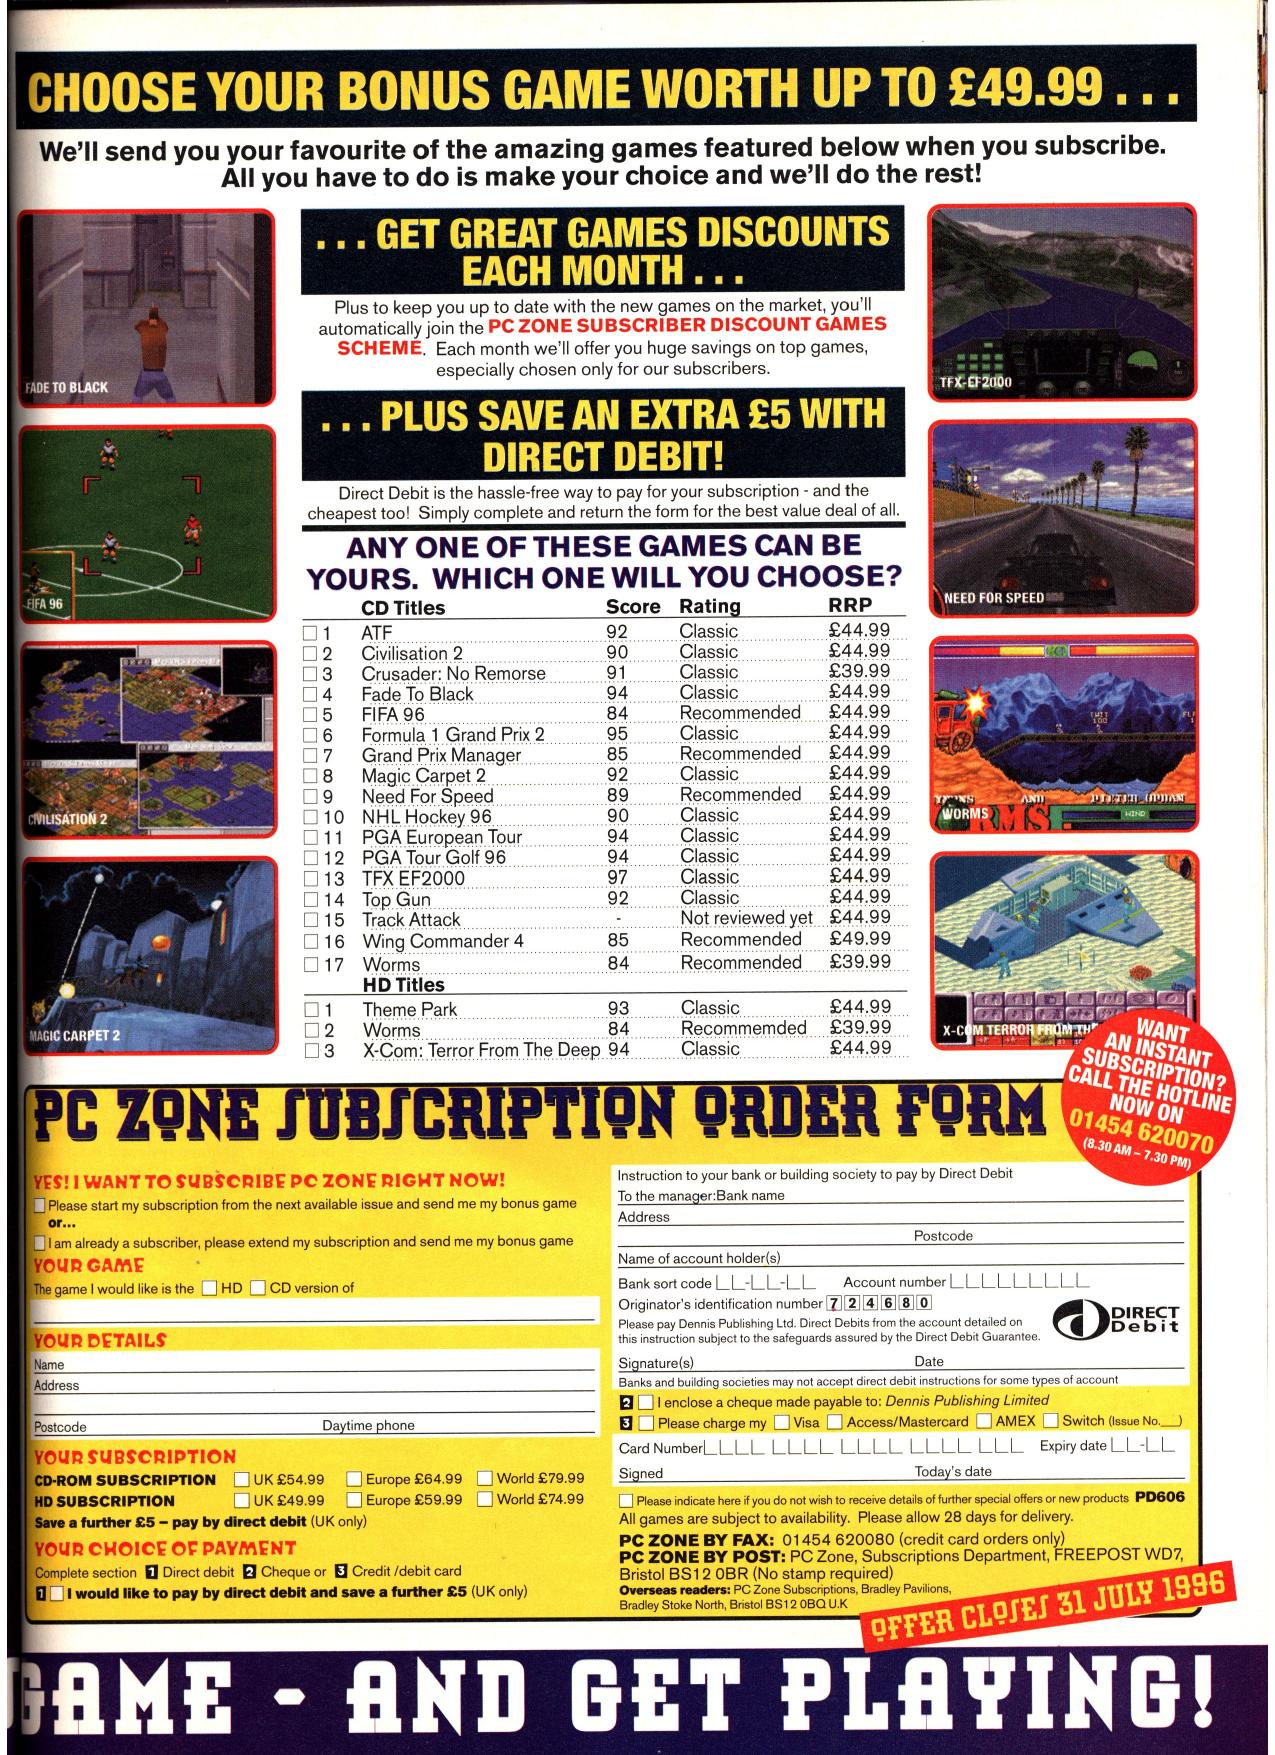 CHOOSE YOUR BONUS GAME WORTH UP TO £49.99 . . .
We'll send you your favourite of the amazing games featured below when you subscribe.
All you have to do is make your choice and we'll do the rest!
FADE TO BLACK
FIFA 96
CIVILISATION 2
MAGIC CARPET 2
. . . GET GREAT GAMES DISCOUNTS
EACH MONTH . . .
Plus to keep you up to date with the new games on the market, you'll
automatically join the PC ZONE SUBSCRIBER DISCOUNT GAMES
SCHEME. Each month we'll offer you huge savings on top games,
especially chosen only for our subscribers.
. . . PLUS SAVE AN EXTRA £5 WITH
DIRECT DEBIT!
Direct Debit is the hassle-free way to pay for your subscription - and the
cheapest too! Simply complete and return the form for the best value deal of all.
ANY ONE OF THESE GAMES CAN BE
YOURS. WHICH ONE WILL YOU CHOOSE?
CD Titles Score Rating RRP
1 ATF 92 Classic £44.99
2 Civilisation 2 90 Classic £44.99
3 Crusader: No Remorse 91 Classic £39.99
4 Fade To Black 94 Classic £44.99
5 FIFA 96 84 Recommended £44.99
6 Formula 1 Grand Prix 2 95 Classic £44.99
7 Grand Prix Manager 85 Recommended £44.99
8 Magic Carpet 2 92 Classic £44.99
9 Need For Speed 89 Recommended £44.99
10 NHL Hockey 96 90 Classic £44.99
11 PGA European Tour 94 Classic £44.99
12 PGA Tour Golf 96 94 Classic £44.99
13 TFX EF2000 97 Classic £44.99
14 Top Gun 92 Classic £44.99
15 Track Attack - Not reviewed yet £44.99
16 Wing Commander 4 85 Recommended £49.99
17 Worms 84 Recommended £39.99
HD Titles
1 Theme Park 93 Classic £44.99
2 Worms 84 Recommemded £39.99
3 X-Com: Terror From The Deep 94 Classic £44.99
TFX-EF2000
NEED FOR SPEED
WIND
WORMS
X-COM TERROR FROM TH
WANT
AN INSTANT
SUBSCRIPTION?
CALL THE HOTLINE
NOW ON
01454 620070
(8.30 AM – 7.30 PM)
PC ZONE SUBSCRIPTION ORDER FORM
YES! I WANT TO SUBSCRIBE PC ZONE RIGHT NOW!
Please start my subscription from the next available issue and send me my bonus game
or...
I am already a subscriber, please extend my subscription and send me my bonus game
YOUR GAME
The game I would like is the HD CD version of
YOUR DETAILS
Name
Address
Postcode Daytime phone
YOUR SUBSCRIPTION
CD-ROM SUBSCRIPTION UK £54.99 Europe £64.99 World £79.99
HD SUBSCRIPTION UK £49.99 Europe £59.99 World £74.99
Save a further £5 – pay by direct debit (UK only)
YOUR CHOICE OF PAYMENT
Complete section 1 Direct debit 2 Cheque or 3 Credit /debit card
1 I would like to pay by direct debit and save a further £5 (UK only)
Instruction to your bank or building society to pay by Direct Debit
To the manager:Bank name
Address
Postcode
Name of account holder(s)
Bank sort code Account number
Originator's identification number 7 2 4 6 8 0
Please pay Dennis Publishing Ltd. Direct Debits from the account detailed on
this instruction subject to the safeguards assured by the Direct Debit Guarantee.
DIRECT
Debit
Signature(s) Date
Banks and building societies may not accept direct debit instructions for some types of account
2 I enclose a cheque made payable to: Dennis Publishing Limited
3 Please charge my Visa Access/Mastercard AMEX Switch (Issue No.__)
Card Number Expiry date
Signed Today's date
Please indicate here if you do not wish to receive details of further special offers or new products PD606
All games are subject to availability. Please allow 28 days for delivery.
PC ZONE BY FAX: 01454 620080 (credit card orders only)
PC ZONE BY POST: PC Zone, Subscriptions Department, FREEPOST WD7,
Bristol BS12 0BR (No stamp required)
Overseas readers: PC Zone Subscriptions, Bradley Pavilions,
Bradley Stoke North, Bristol BS12 0BQ U.K
OFFER CLOSES 31 JULY 1996
GAME - AND GET PLAYING!